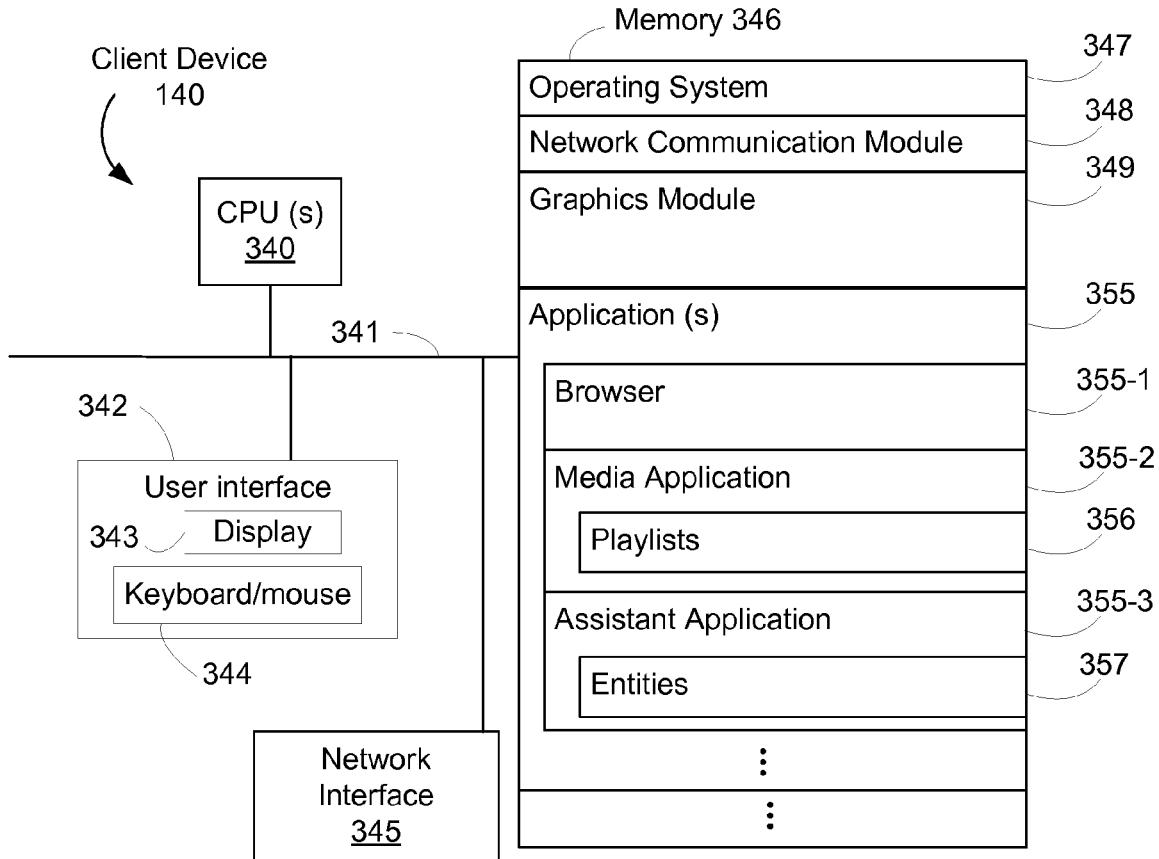 Client Device
140
CPU (s)
340
341
342
User interface
Display
343
Keyboard/mouse
344
Network
Interface
345
Memory 346
Operating System
347
Network Communication Module
348
Graphics Module
349
Application (s)
355
Browser
355-1
Media Application
355-2
Playlists
356
Assistant Application
355-3
Entities
357